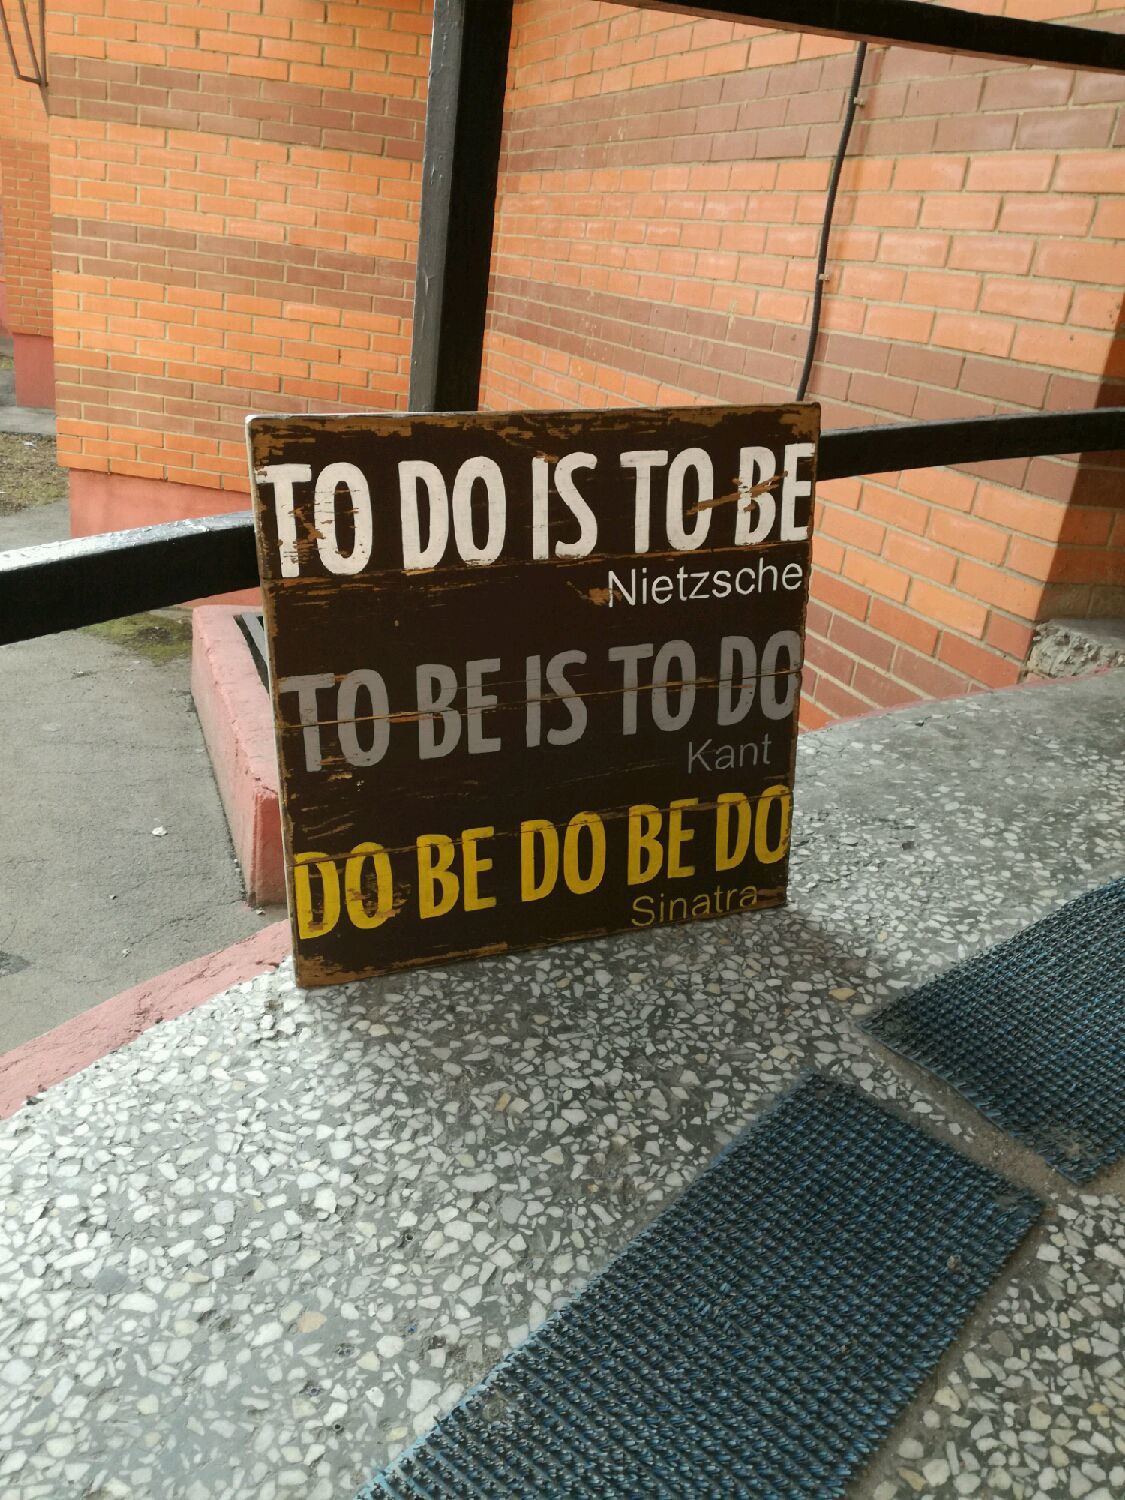 TO DO IS TO BE
Nietzsche
TO BE IS TO DO
Kant
DO BE DO BE DO
Sinatra